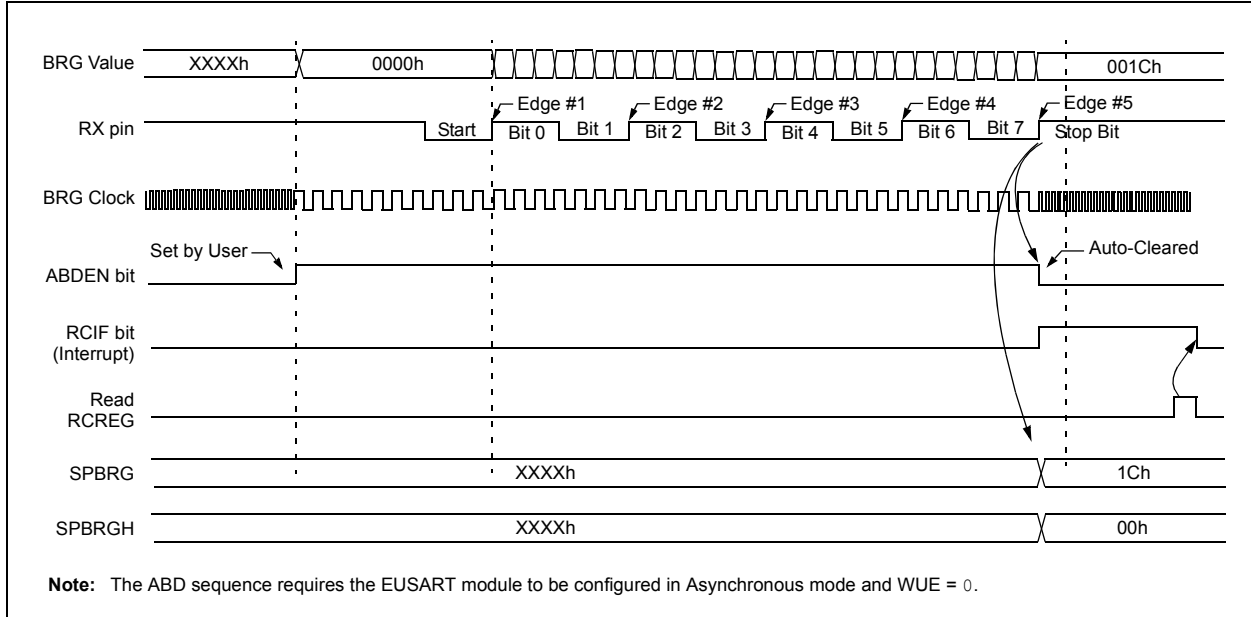 BRG Value XXXXh 0000h 001Ch
Edge #1 Edge #2 Edge #3 Edge #4 Edge #5
RX pin Start Bit 0 Bit 1 Bit 2 Bit 3 Bit 4 Bit 5 Bit 6 Bit 7 Stop Bit
BRG Clock
Set by User Auto-Cleared
ABDEN bit
RCIF bit
(Interrupt)
Read
RCREG
SPBRG XXXXh 1Ch
SPBRGH XXXXh 00h
Note: The ABD sequence requires the EUSART module to be configured in Asynchronous mode and WUE = 0.